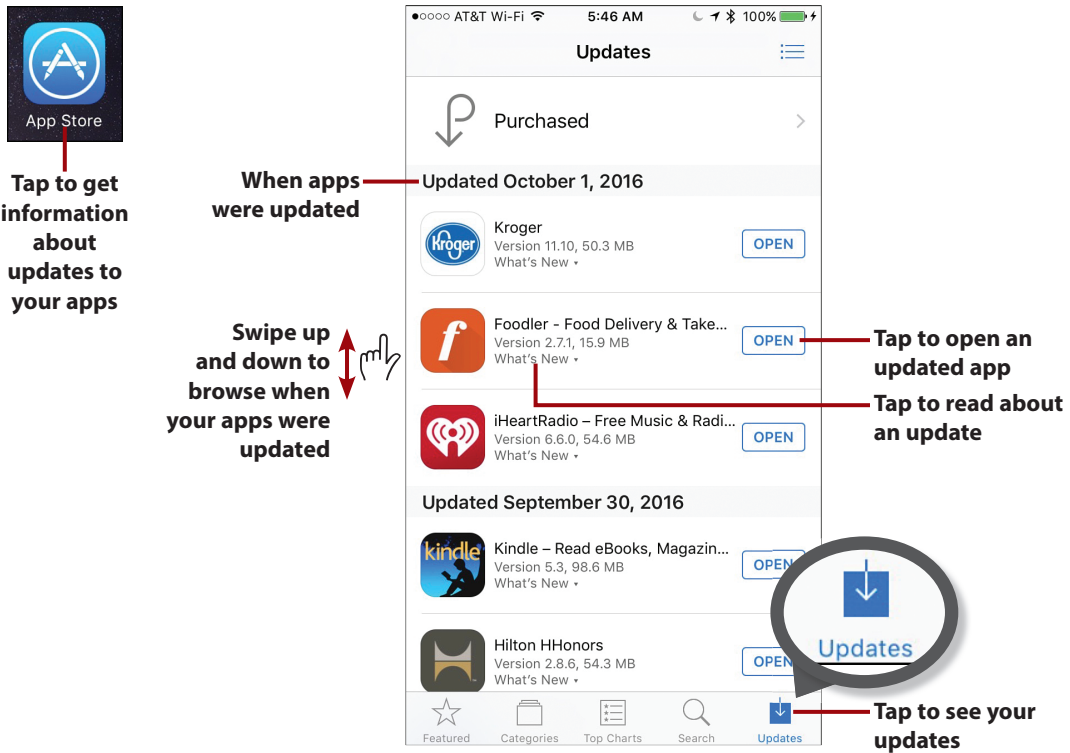 App Store
Tap to get
information
about
updates to
your apps
When apps
were updated
Swipe up
and down to
browse when
your apps were
updated
AT&T Wi-Fi 5:46 AM 100%
Updates
Purchased
Updated October 1, 2016
Kroger
Kroger
Version 11.10, 50.3 MB
What's New
OPEN
f
Foodler - Food Delivery & Take...
Version 2.7.1, 15.9 MB
What's New
OPEN
iHeartRadio – Free Music & Radi...
Version 6.6.0, 54.6 MB
What's New
OPEN
Updated September 30, 2016
kindle
Kindle – Read eBooks, Magazin...
Version 5.3, 98.6 MB
What's New
OPEN
Hilton HHonors
Version 2.8.6, 54.3 MB
What's New
OPEN
Featured Categories Top Charts Search Updates
Tap to open an
updated app
Tap to read about
an update
Updates
Tap to see your
updates